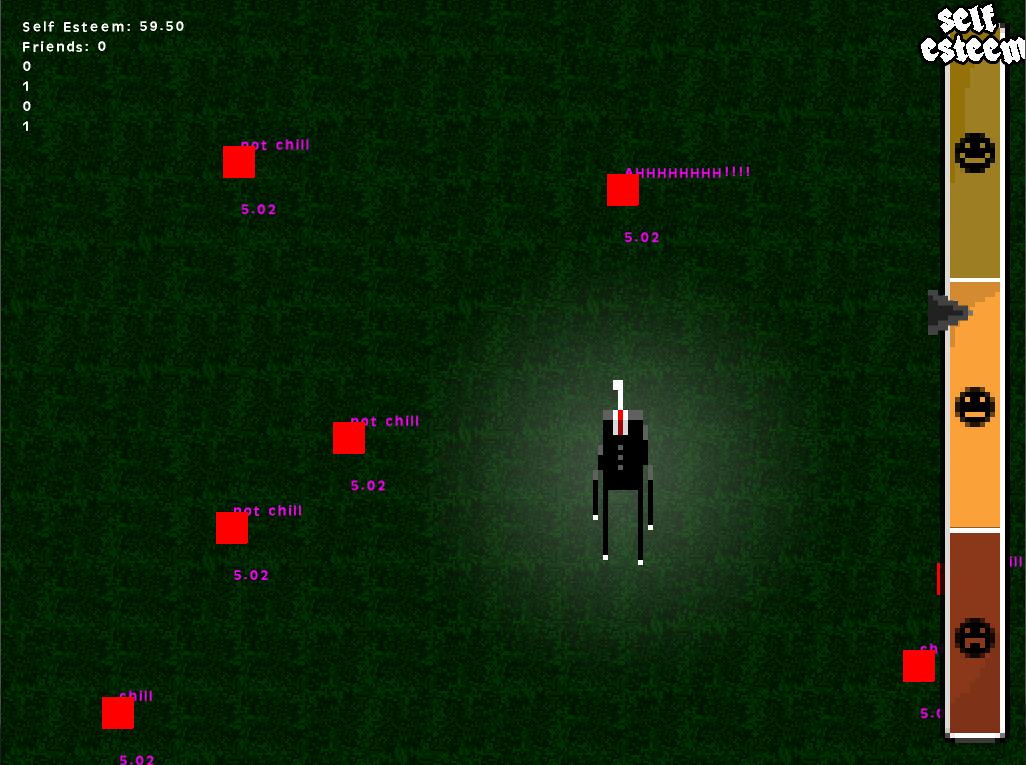 Self Esteem: 59.50
Friends: 0
0
1
0
1
self
esteem
not chill
5.02
AHHHHHHHH!!!!
5.02
not chill
5.02
not chill
5.02
chill
5.02